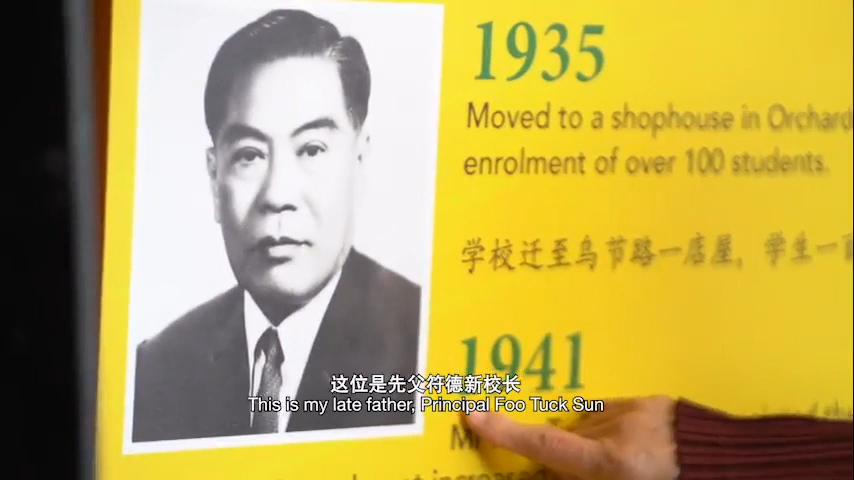 1935
Moved to a shophouse in Orchard
enrolment of over 100 students.
学校迁至乌节路一店屋，学生一百
1941
这位是先父符德新校长
This is my late father, Principal Foo Tuck Sun